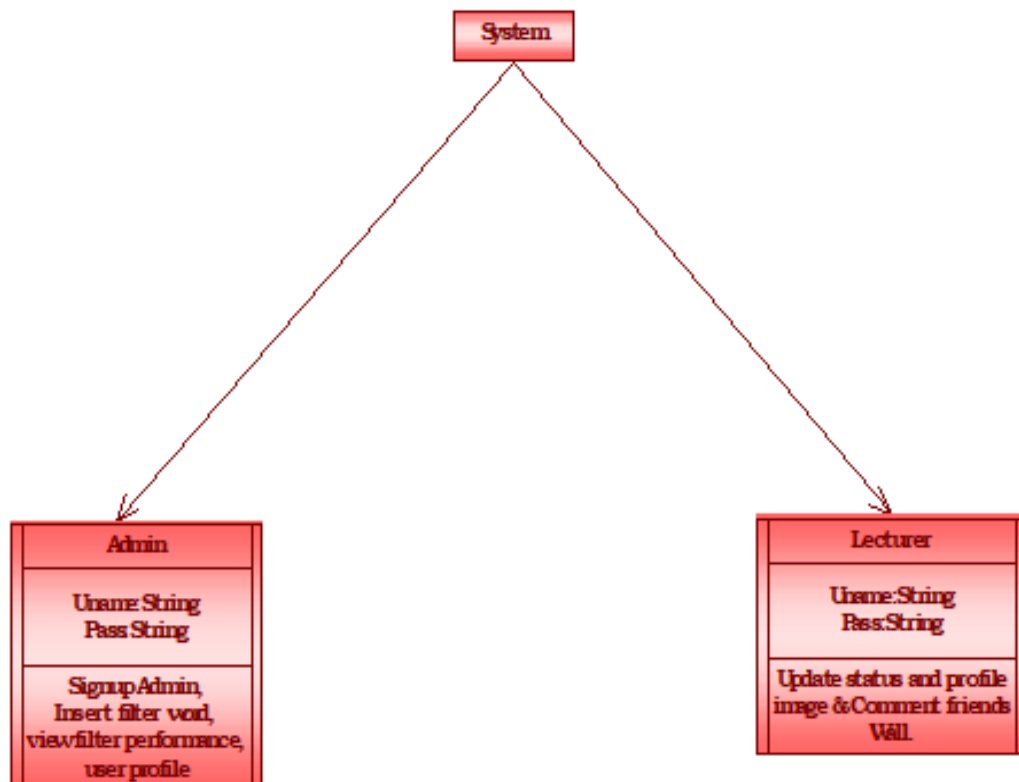 System
Admin
Uname:String
Pass:String
Signup Admin,
Insert filter word,
view filter performance,
user profile
Lecturer
Uname:String
Pass:String
Update status and profile
image & Comment friends
Wall.